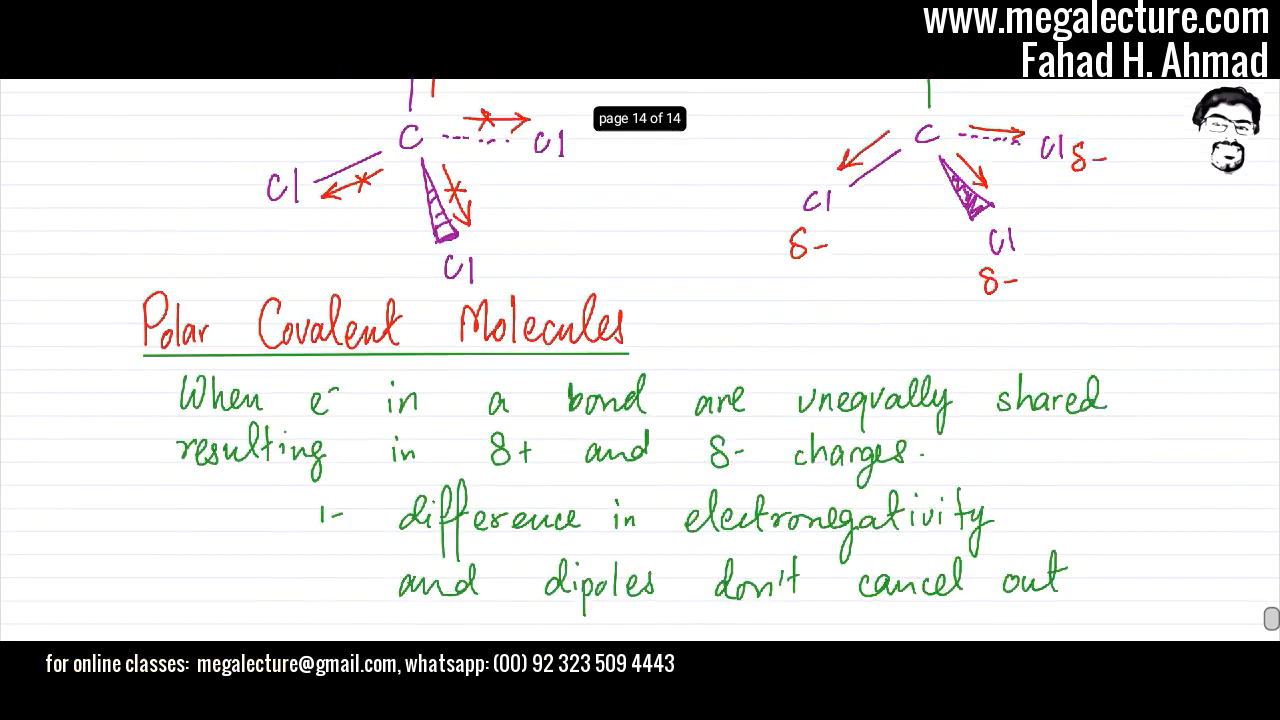 www.megalecture.com
Fahad H. Ahmad
page 14 of 14
C
Cl
Cl
Cl
C
Cl δ-
Cl
δ-
Cl
δ-
Polar Covalent Molecules
When e⁻ in a bond are unequally shared
resulting in δ+ and δ- charges.
1- difference in electronegativity
and dipoles don't cancel out
for online classes: megalecture@gmail.com, whatsapp: (00) 92 323 509 4443